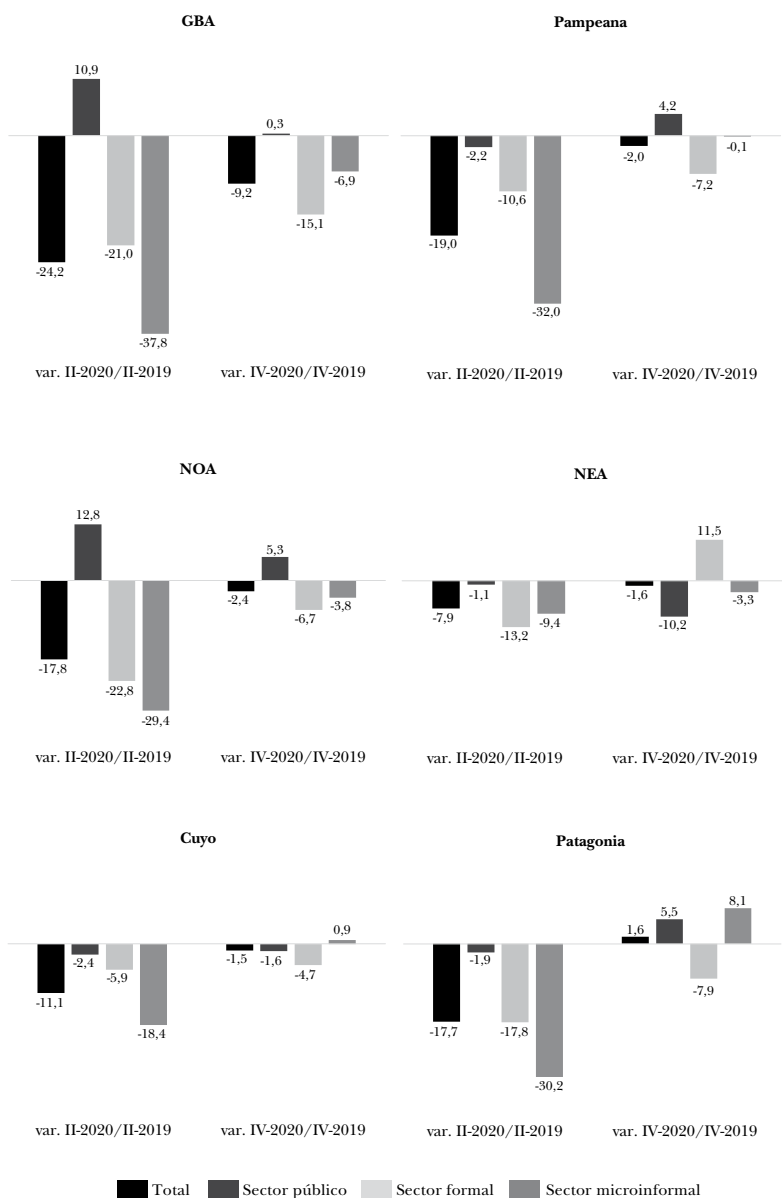 GBA
10,9
-24,2
-21,0
-37,8
0,3
-9,2
-15,1
-6,9
var. II-2020/II-2019
var. IV-2020/IV-2019
Pampeana
-19,0
-2,2
-10,6
-32,0
4,2
-2,0
-7,2
-0,1
var. II-2020/II-2019
var. IV-2020/IV-2019
NOA
12,8
-17,8
-22,8
-29,4
5,3
-2,4
-6,7
-3,8
var. II-2020/II-2019
var. IV-2020/IV-2019
NEA
-7,9
-1,1
-13,2
-9,4
11,5
-1,6
-10,2
-3,3
var. II-2020/II-2019
var. IV-2020/IV-2019
Cuyo
-11,1
-2,4
-5,9
-18,4
0,9
-1,5
-1,6
-4,7
var. II-2020/II-2019
var. IV-2020/IV-2019
Patagonia
-17,7
-1,9
-17,8
-30,2
1,6
5,5
-7,9
8,1
var. II-2020/II-2019
var. IV-2020/IV-2019
Total Sector público Sector formal Sector microinformal